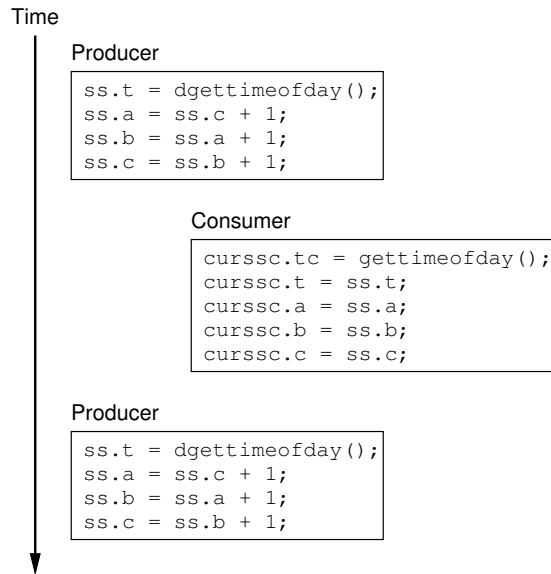 Time
Producer
ss.t = dgettimeofday();
ss.a = ss.c + 1;
ss.b = ss.a + 1;
ss.c = ss.b + 1;
Consumer
curssc.tc = gettimeofday();
curssc.t = ss.t;
curssc.a = ss.a;
curssc.b = ss.b;
curssc.c = ss.c;
Producer
ss.t = dgettimeofday();
ss.a = ss.c + 1;
ss.b = ss.a + 1;
ss.c = ss.b + 1;